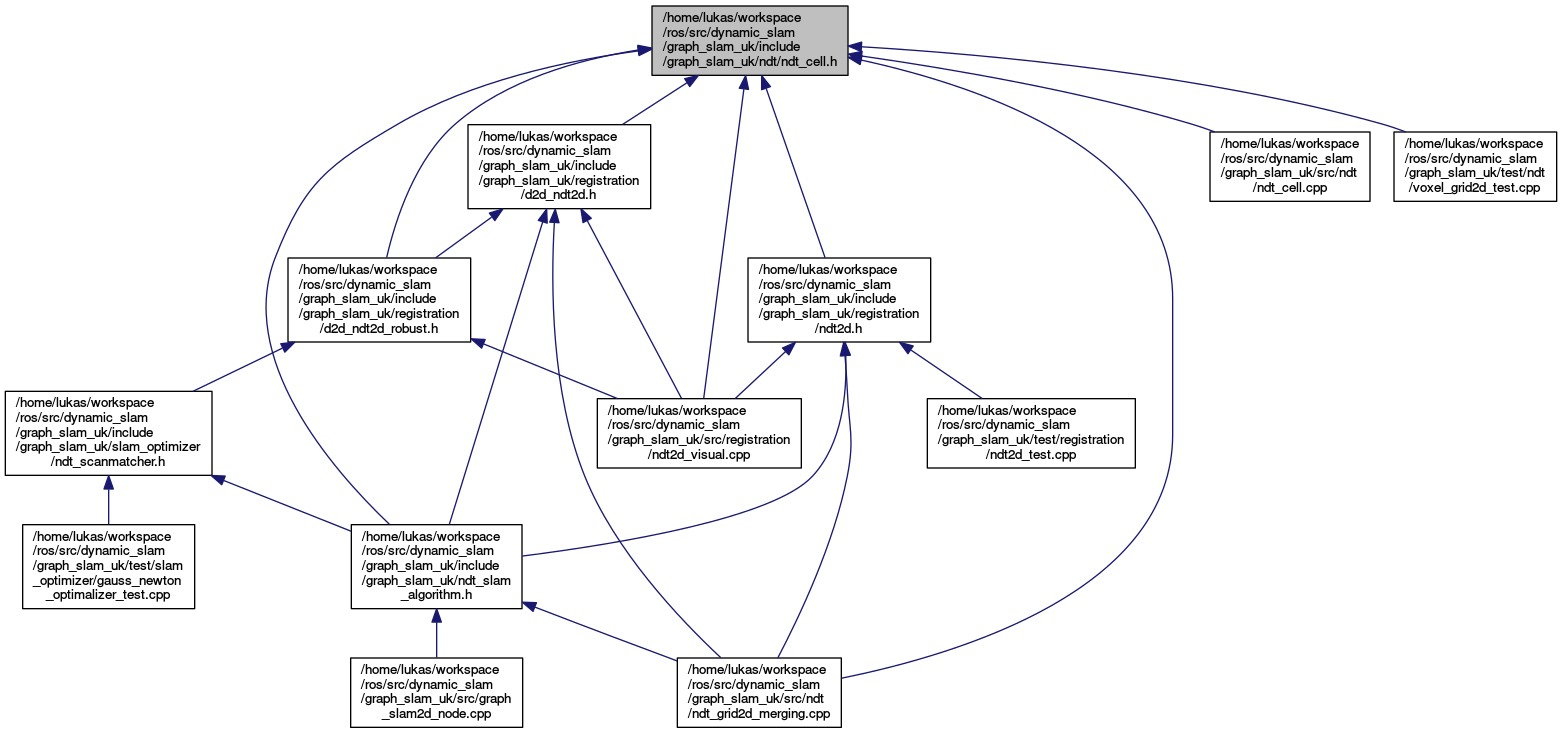 /home/lukas/workspace
/ros/src/dynamic_slam
/graph_slam_uk/include
/graph_slam_uk/ndt/ndt_cell.h
/home/lukas/workspace
/ros/src/dynamic_slam
/graph_slam_uk/include
/graph_slam_uk/registration
/d2d_ndt2d.h
/home/lukas/workspace
/ros/src/dynamic_slam
/graph_slam_uk/src/ndt
/ndt_cell.cpp
/home/lukas/workspace
/ros/src/dynamic_slam
/graph_slam_uk/test/ndt
/voxel_grid2d_test.cpp
/home/lukas/workspace
/ros/src/dynamic_slam
/graph_slam_uk/include
/graph_slam_uk/registration
/d2d_ndt2d_robust.h
/home/lukas/workspace
/ros/src/dynamic_slam
/graph_slam_uk/include
/graph_slam_uk/registration
/ndt2d.h
/home/lukas/workspace
/ros/src/dynamic_slam
/graph_slam_uk/include
/graph_slam_uk/slam_optimizer
/ndt_scanmatcher.h
/home/lukas/workspace
/ros/src/dynamic_slam
/graph_slam_uk/src/registration
/ndt2d_visual.cpp
/home/lukas/workspace
/ros/src/dynamic_slam
/graph_slam_uk/test/registration
/ndt2d_test.cpp
/home/lukas/workspace
/ros/src/dynamic_slam
/graph_slam_uk/test/slam
_optimizer/gauss_newton
_optimalizer_test.cpp
/home/lukas/workspace
/ros/src/dynamic_slam
/graph_slam_uk/include
/graph_slam_uk/ndt_slam
_algorithm.h
/home/lukas/workspace
/ros/src/dynamic_slam
/graph_slam_uk/src/graph
_slam2d_node.cpp
/home/lukas/workspace
/ros/src/dynamic_slam
/graph_slam_uk/src/ndt
/ndt_grid2d_merging.cpp